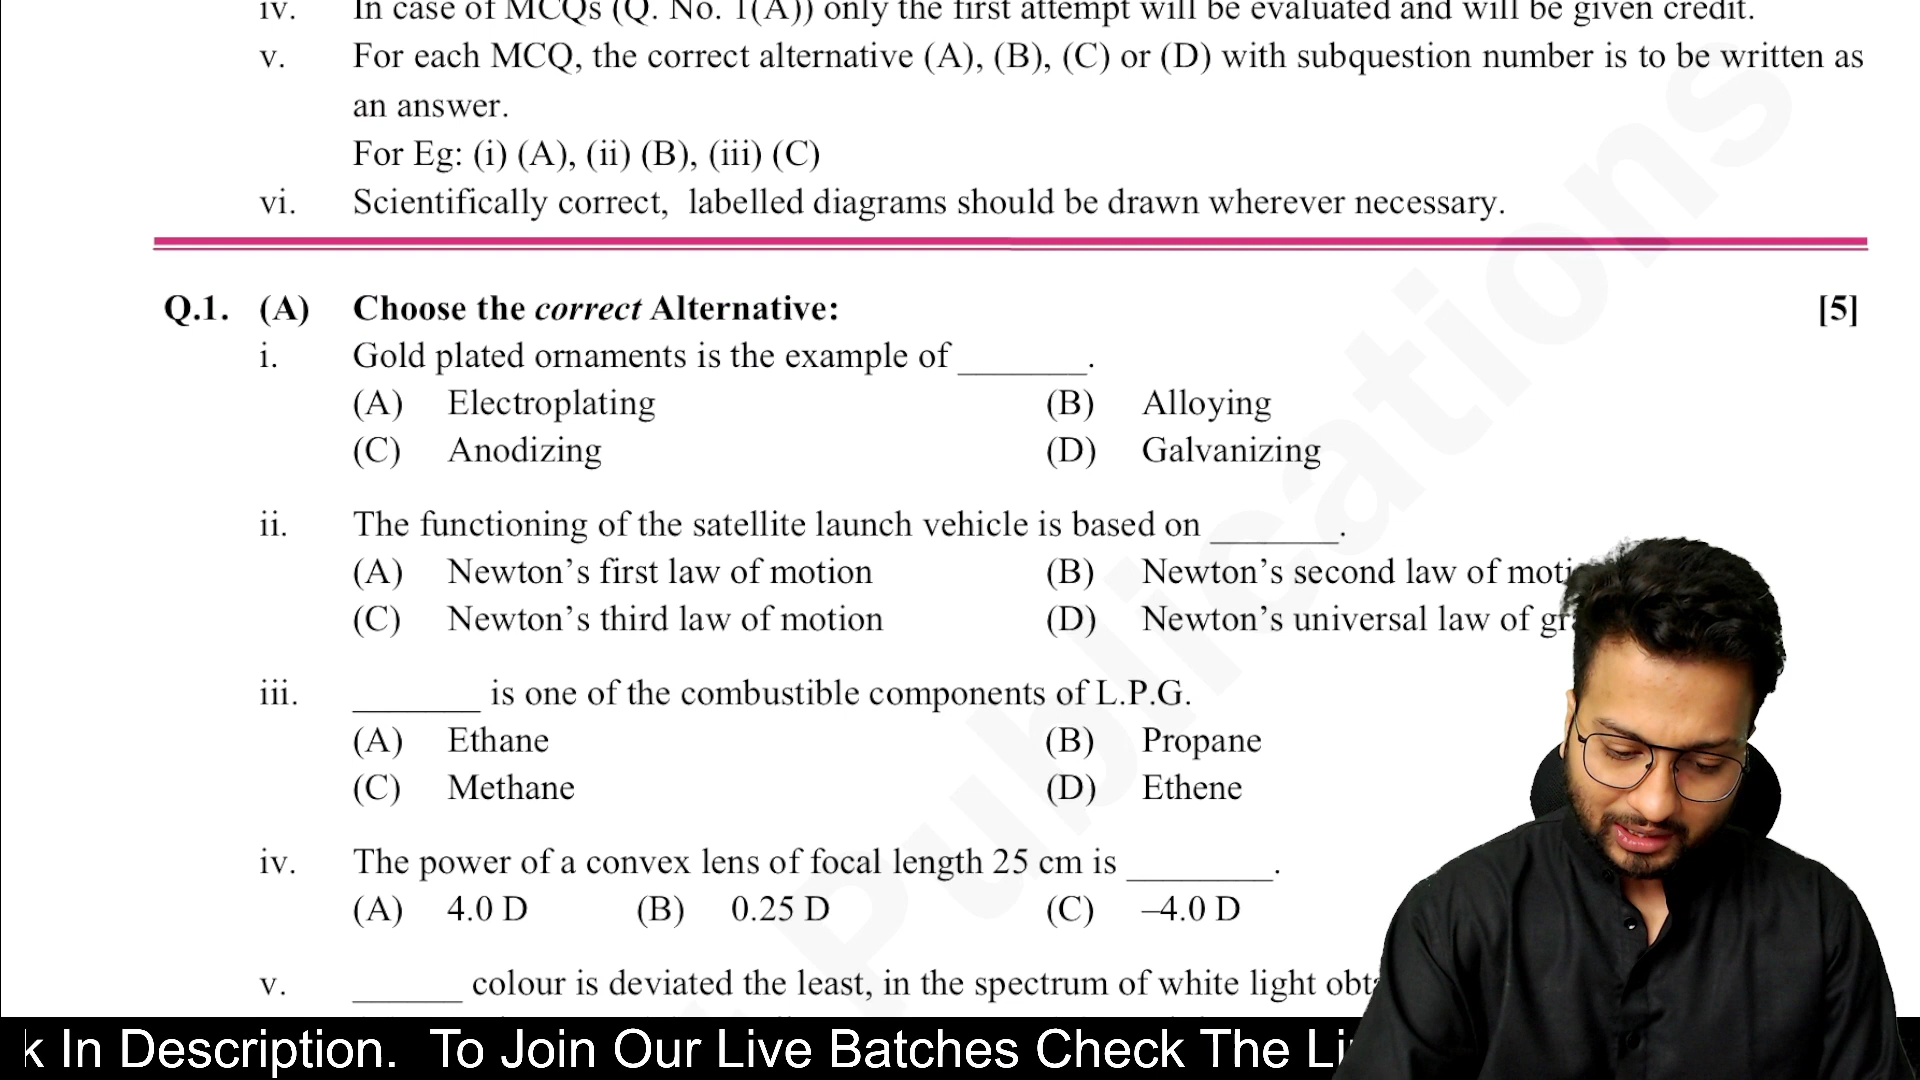 iv. In case of MCQs (Q. No. 1(A)) only the first attempt will be evaluated and will be given credit.
v. For each MCQ, the correct alternative (A), (B), (C) or (D) with subquestion number is to be written as
an answer.
For Eg: (i) (A), (ii) (B), (iii) (C)
vi. Scientifically correct, labelled diagrams should be drawn wherever necessary.
Q.1. (A) Choose the correct Alternative: [5]
i. Gold plated ornaments is the example of _______.
(A) Electroplating (B) Alloying
(C) Anodizing (D) Galvanizing
ii. The functioning of the satellite launch vehicle is based on _______.
(A) Newton’s first law of motion (B) Newton’s second law of
(C) Newton’s third law of motion (D) Newton’s universal law of
iii. _______ is one of the combustible components of L.P.G.
(A) Ethane (B) Propane
(C) Methane (D) Ethene
iv. The power of a convex lens of focal length 25 cm is ________.
(A) 4.0 D (B) 0.25 D (C) –4.0 D
v. ______ colour is deviated the least, in the spectrum of white light
k In Description. To Join Our Live Batches Check The
Publications